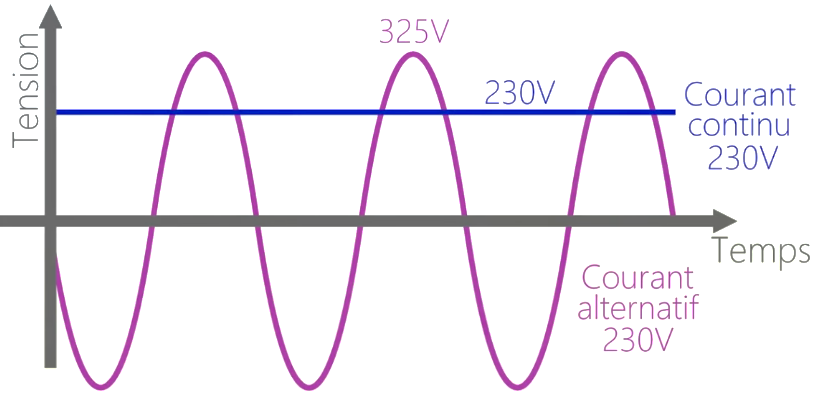 325V
Tension
230V
Courant
continu
230V
Temps
Courant
alternatif
230V